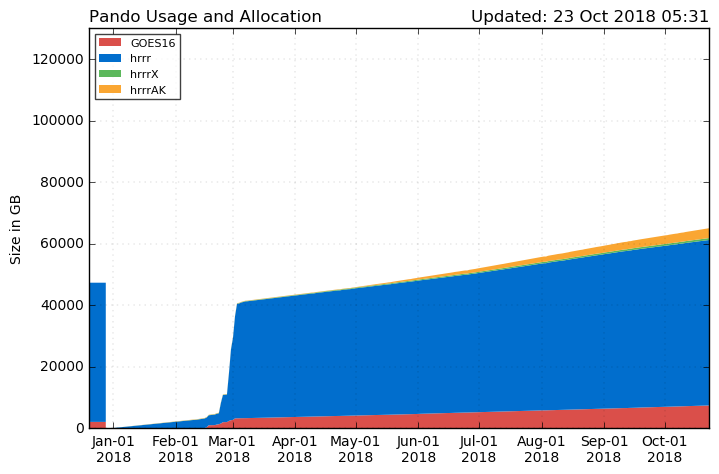 Pando Usage and Allocation Updated: 23 Oct 2018 05:31
GOES16
hrrr
hrrrX
hrrrAK
Size in GB
120000
100000
80000
60000
40000
20000
0
Jan-01 Feb-01 Mar-01 Apr-01 May-01 Jun-01 Jul-01 Aug-01 Sep-01 Oct-01
2018 2018 2018 2018 2018 2018 2018 2018 2018 2018